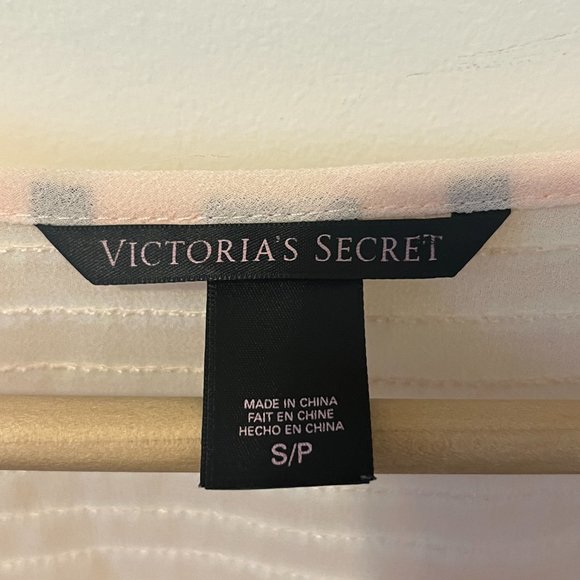 VICTORIA'S SECRET
MADE IN CHINA
FAIT EN CHINE
HECHO EN CHINA
S/P